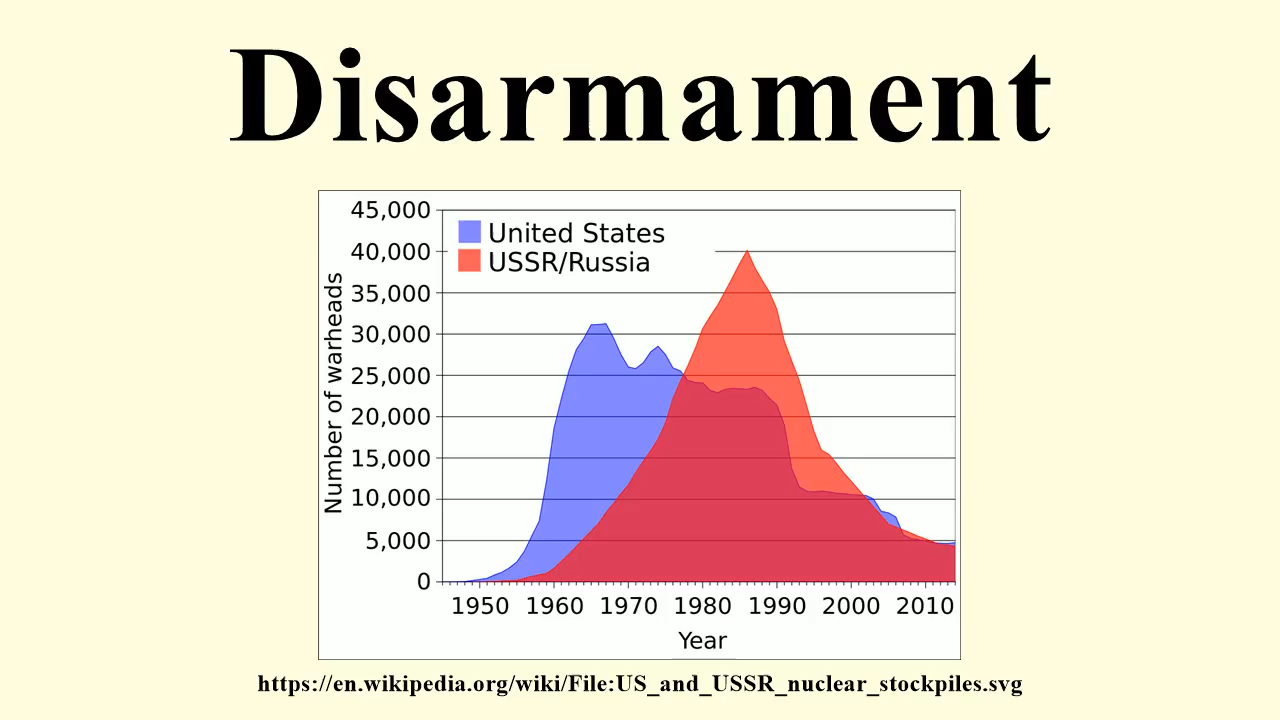 Disarmament
45,000
United States
40,000
USSR/Russia
35,000
30,000
25,000
20,000
15,000
10,000
5,000
0
Number of warheads
1950 1960 1970 1980 1990 2000 2010
Year
https://en.wikipedia.org/wiki/File:US_and_USSR_nuclear_stockpiles.svg